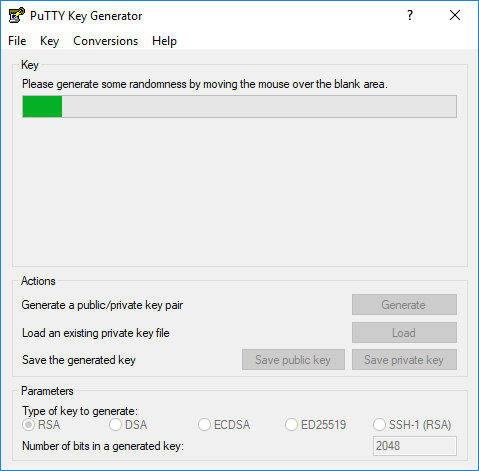 PuTTY Key Generator
?
File Key Conversions Help
Key
Please generate some randomness by moving the mouse over the blank area.
Actions
Generate a public/private key pair
Generate
Load an existing private key file
Load
Save the generated key
Save public key
Save private key
Parameters
Type of key to generate:
RSA DSA ECDSA ED25519 SSH-1 (RSA)
Number of bits in a generated key:
2048